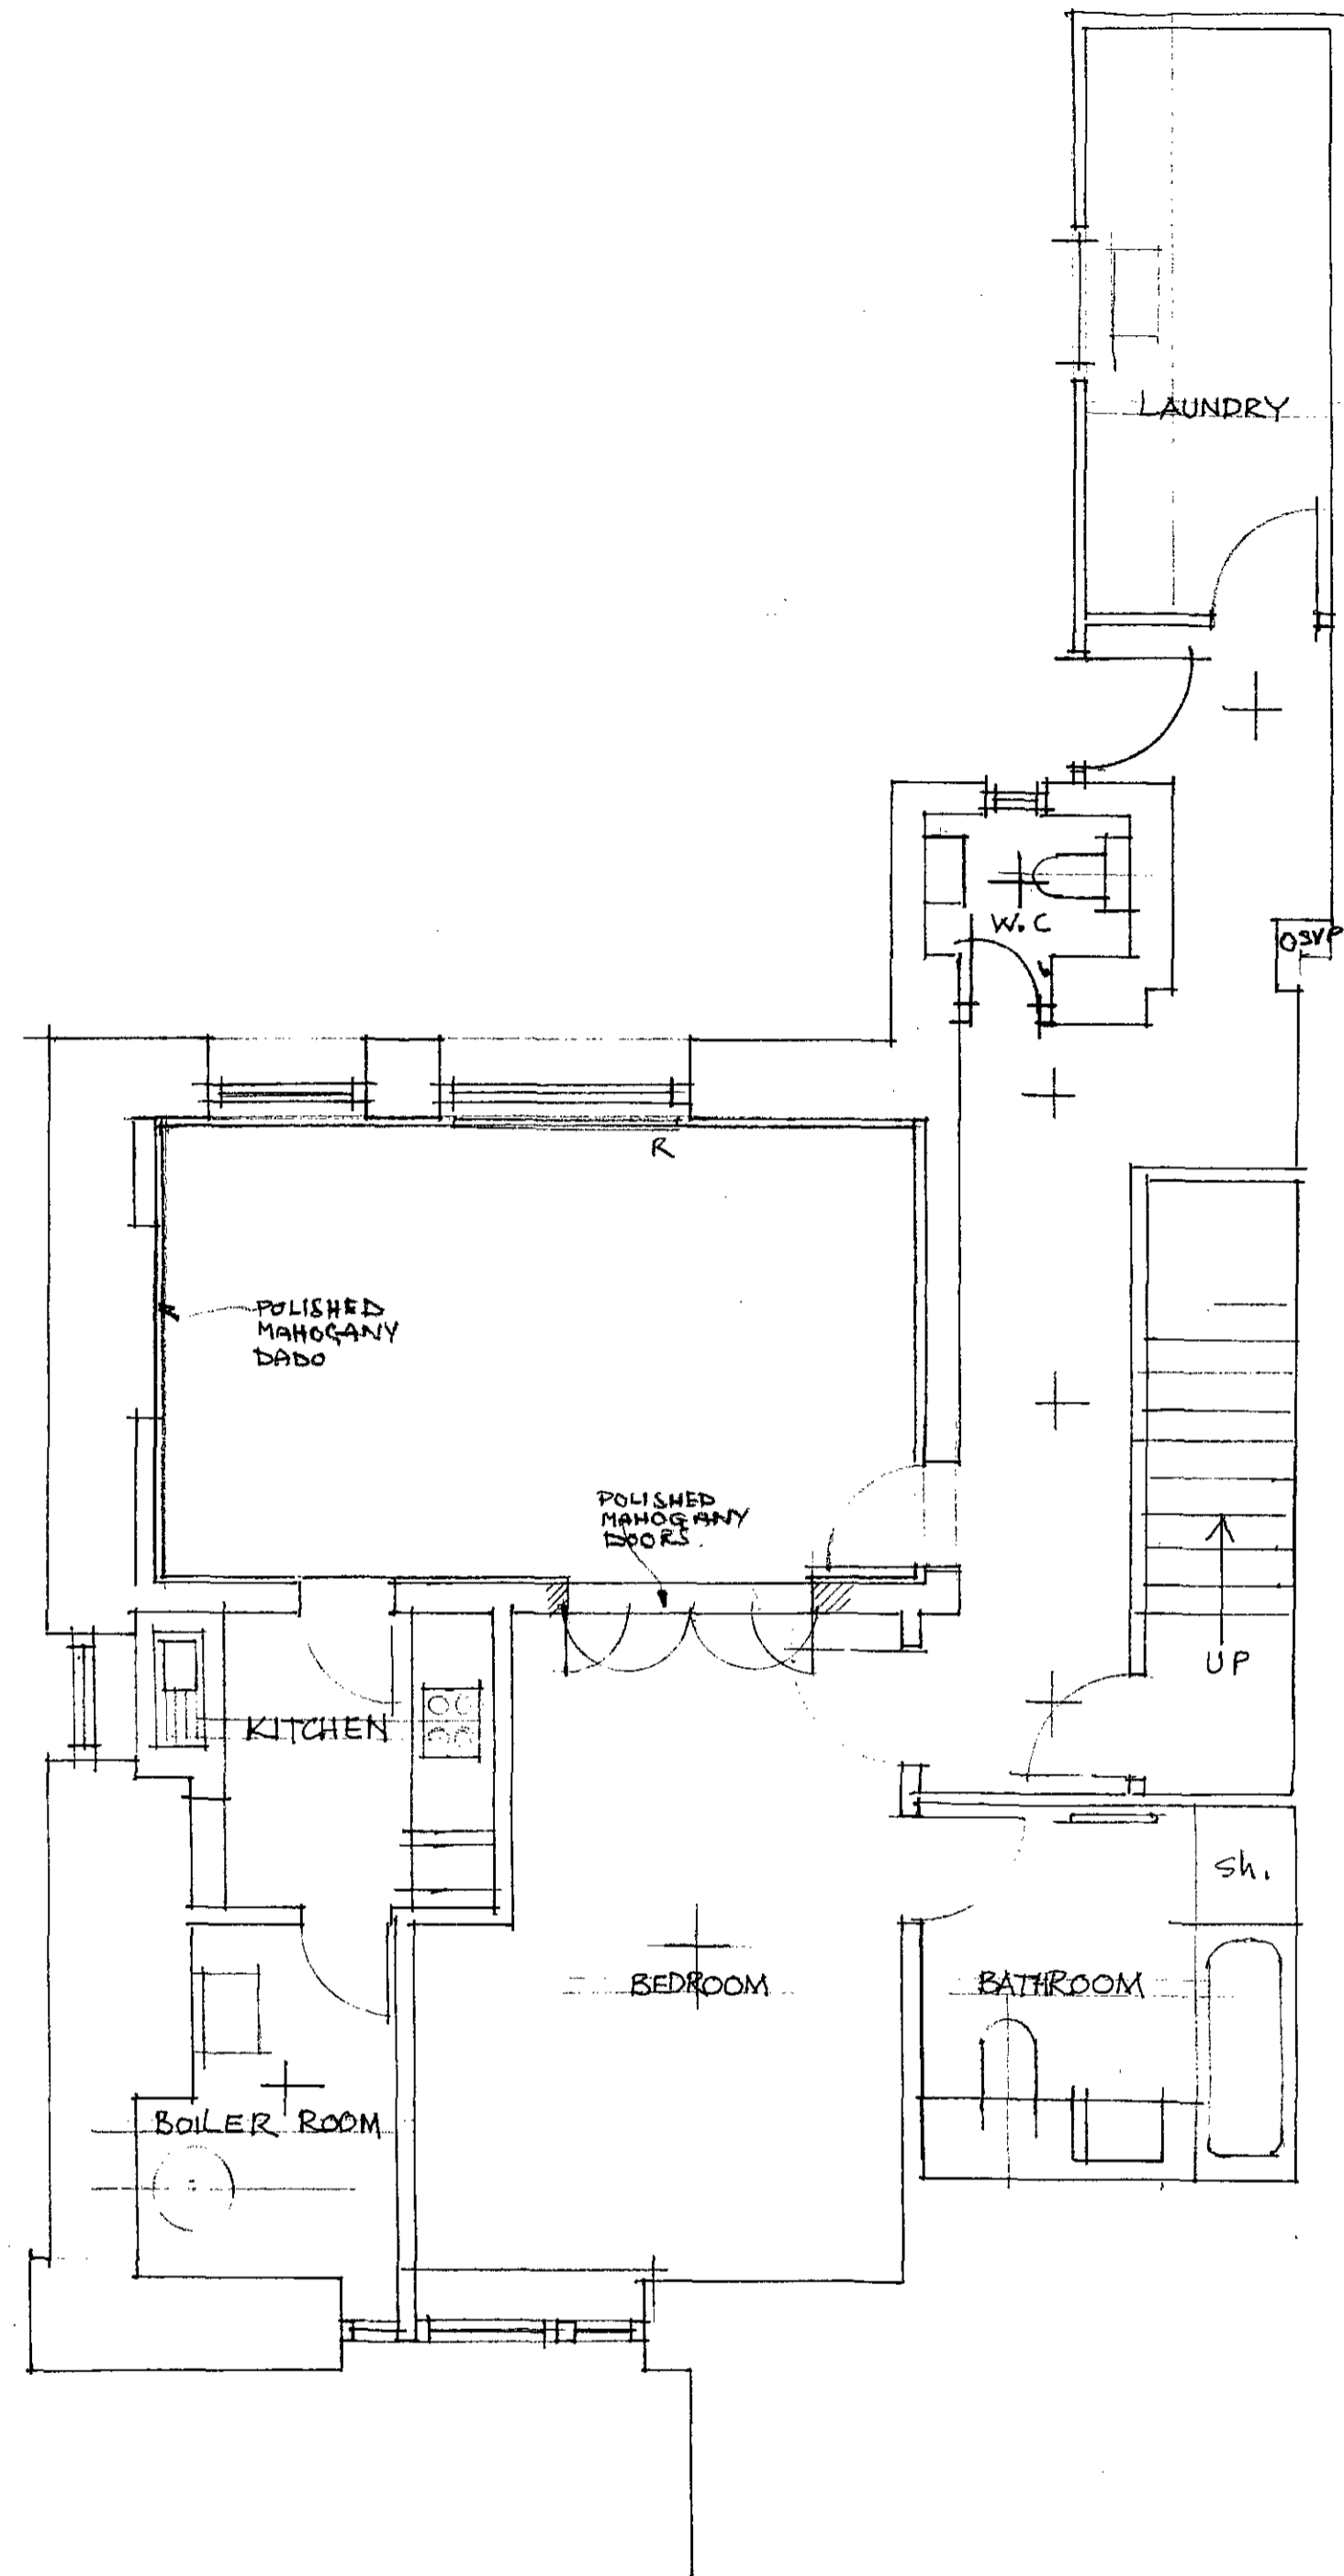 LAUNDRY
W.C
OSVP
R
POLISHED
MAHOGANY
DADO
POLISHED
MAHOGANY
DOORS.
UP
KITCHEN
Sh.
BEDROOM
BATHROOM
BOILER ROOM